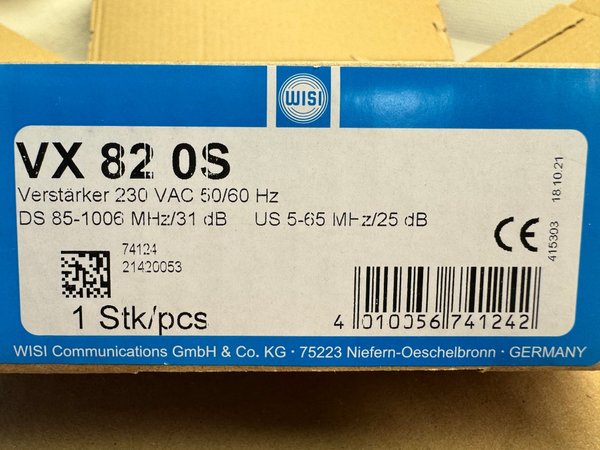 WISI
VX 82 0S
Verstärker 230 VAC 50/60 Hz
DS 85-1006 MHz/31 dB US 5-65 MHz/25 dB
74124
21420053
1 Stk/pcs
4 010056 741242
415303 18.10.21
CE
WISI Communications GmbH & Co. KG · 75223 Niefern-Oeschelbronn · GERMANY